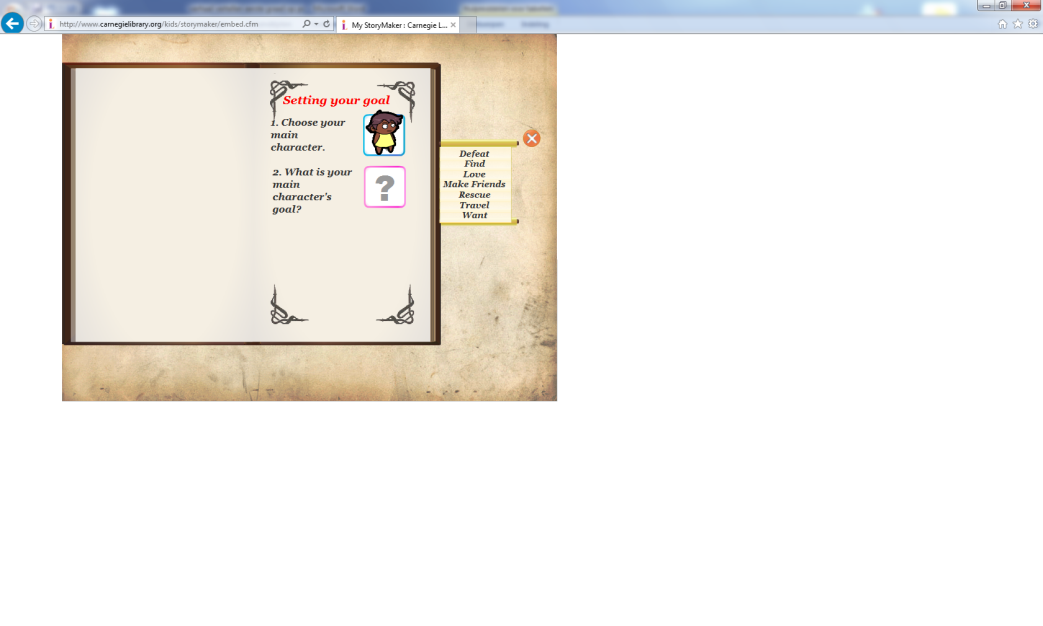 http://www.carnegielibrary.org/kids/storymaker/embed.cfm
My StoryMaker : Carnegie L...
Setting your goal
1. Choose your
main
character.
2. What is your
main
character's
goal?
?
Defeat
Find
Love
Make Friends
Rescue
Travel
Want